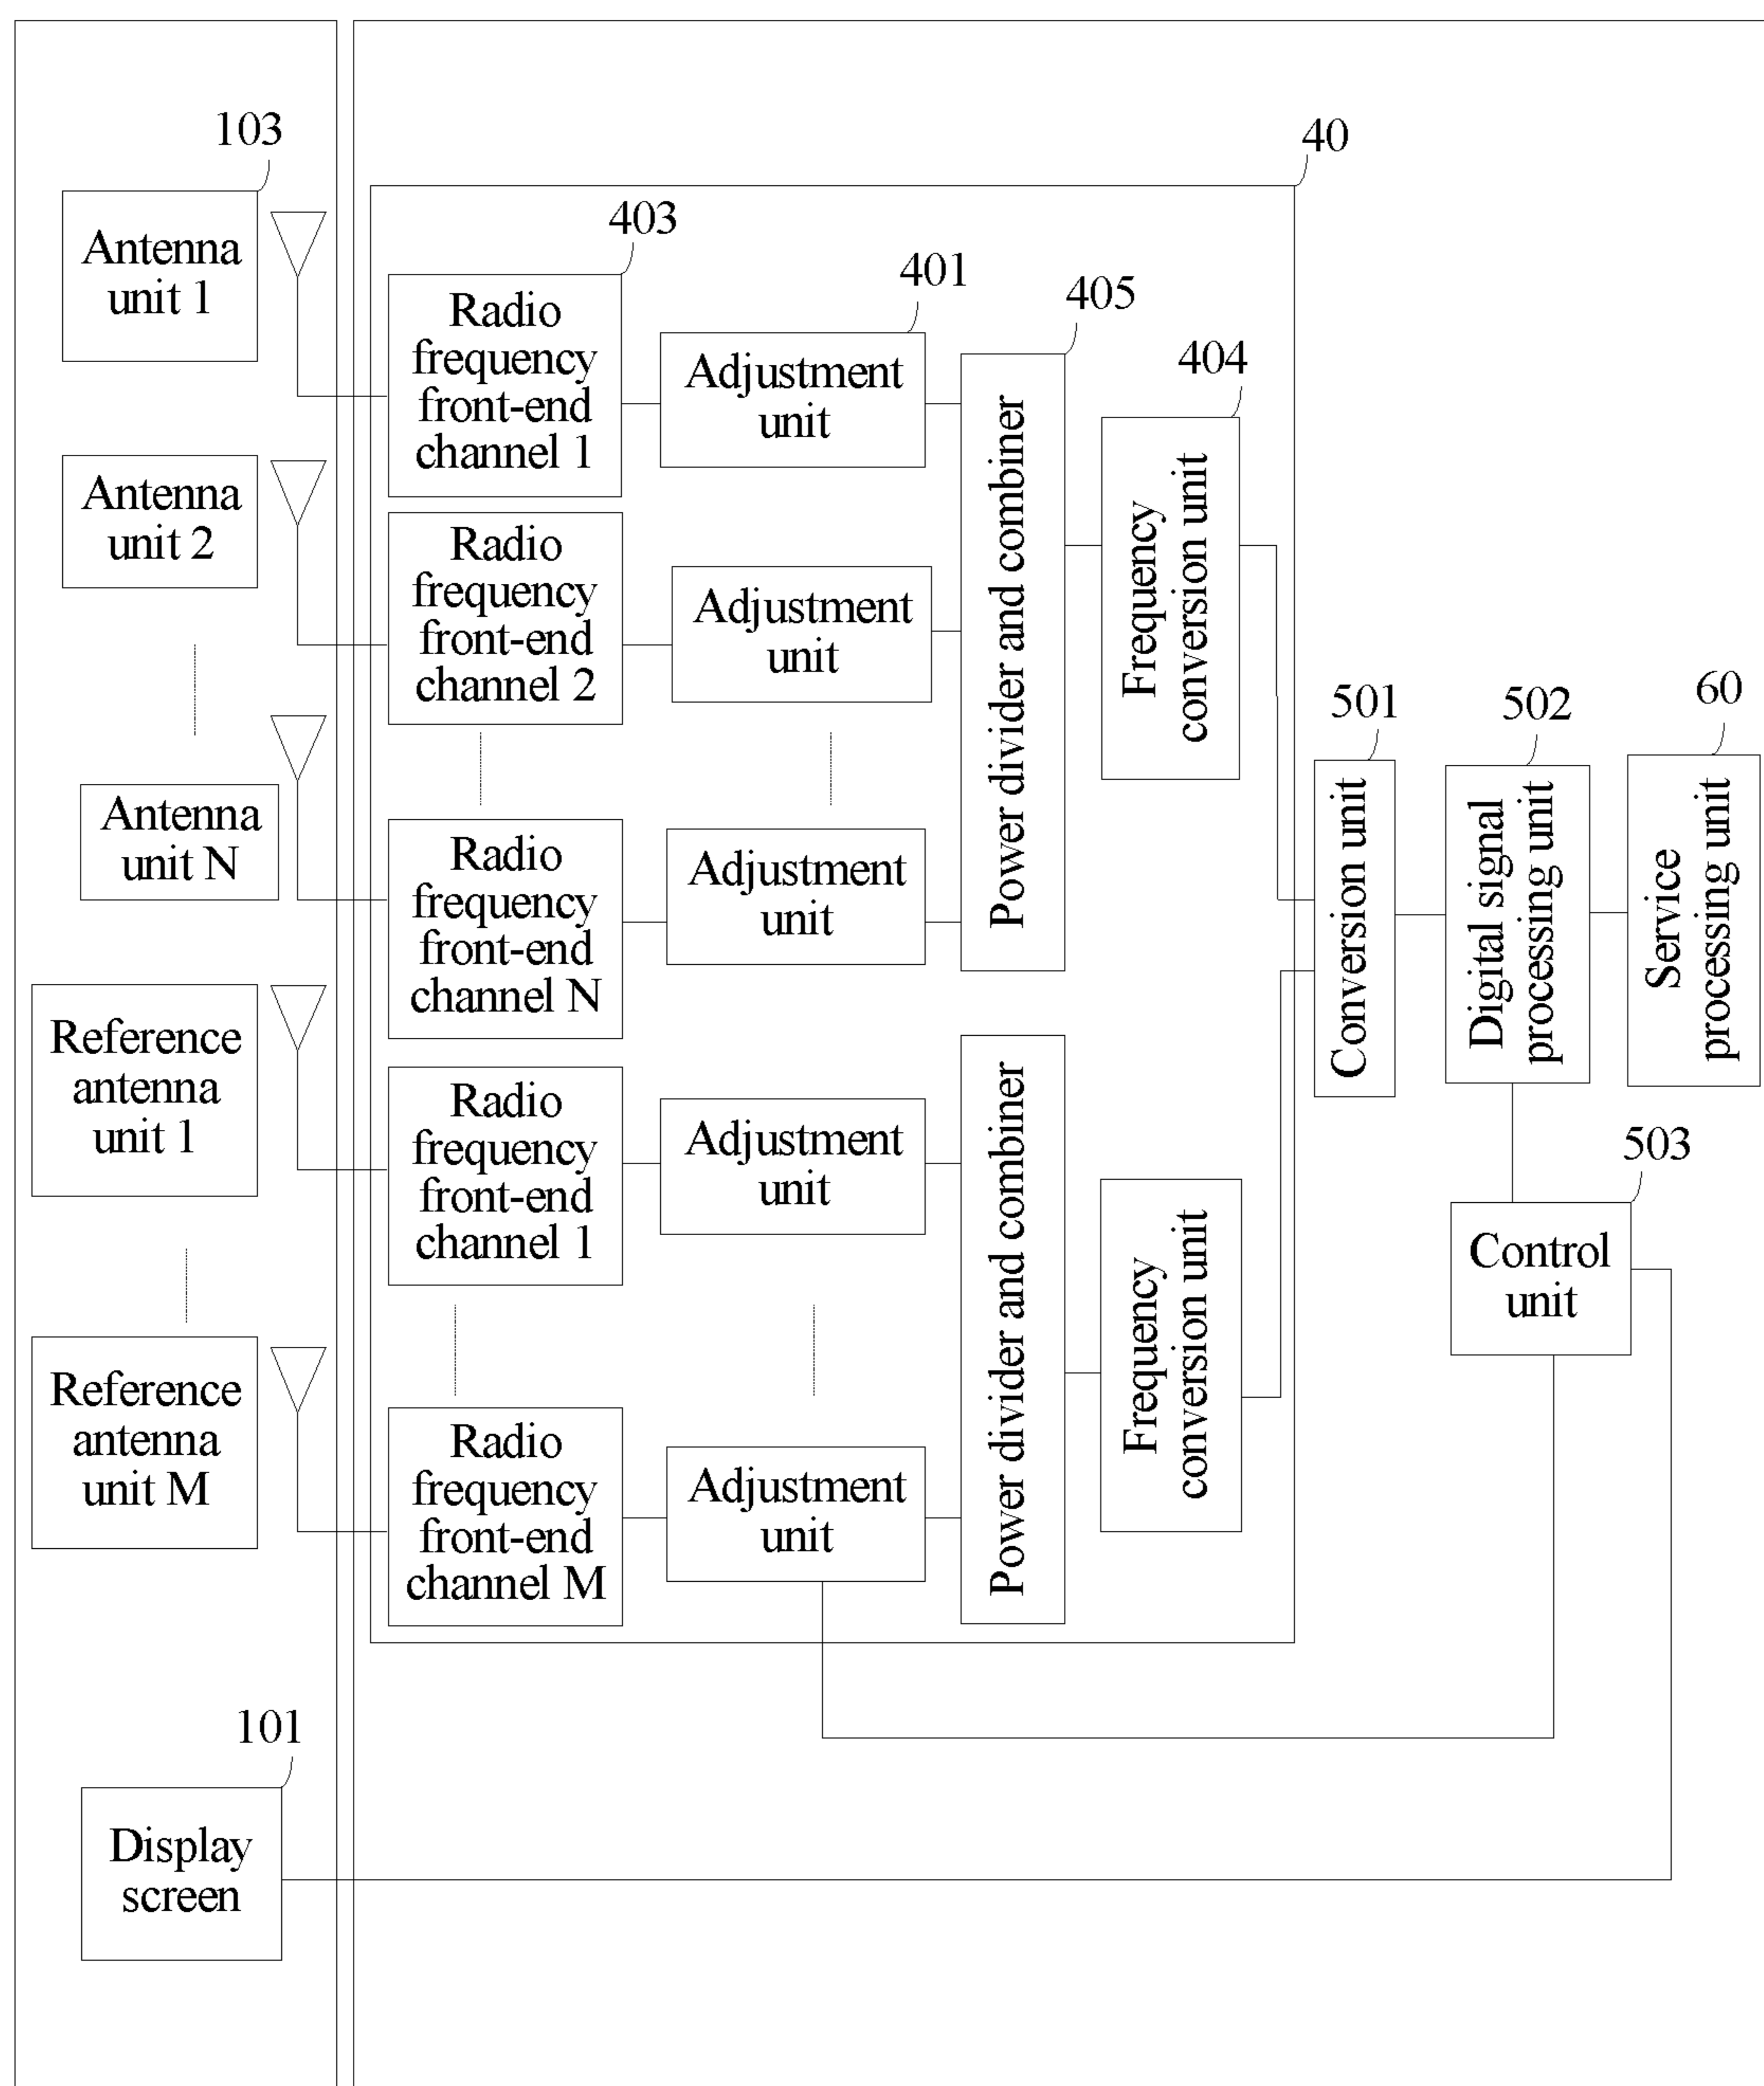 103
Antenna
unit 1
Antenna
unit 2
Antenna
unit N
Reference
antenna
unit 1
Reference
antenna
unit M
101
Display
screen
40
403
Radio
frequency
front-end
channel 1
Radio
frequency
front-end
channel 2
Radio
frequency
front-end
channel N
Radio
frequency
front-end
channel 1
Radio
frequency
front-end
channel M
401
Adjustment
unit
Adjustment
unit
Adjustment
unit
Adjustment
unit
Adjustment
unit
405
Power divider and combiner
Power divider and combiner
404
Frequency
conversion unit
Frequency
conversion unit
501
Conversion unit
502
Digital signal
processing unit
60
Service
processing unit
503
Control
unit